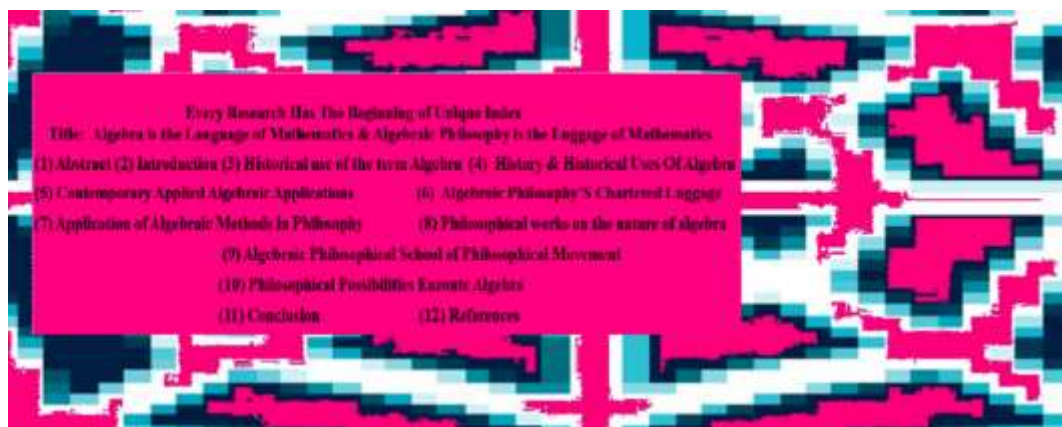 Every Research Has The Beginning of Unique Index
Title: Algebra is the Language of Mathematics & Algebraic Philosophy is the Luggage of Mathematics
(1) Abstract (2) Introduction (3) Historical use of the term Algebra (4) History & Historical Uses Of Algebra
(5) Contemporary Applied Algebraic Applications (6) Algebraic Philosophy'S Chartered Luggage
(7) Application of Algebraic Methods In Philosophy (8) Philosophical works on the nature of algebra
(9) Algebraic Philosophical School of Philosophical Movement
(10) Philosophical Possibilities Enroute Algebra
(11) Conclusion (12) References